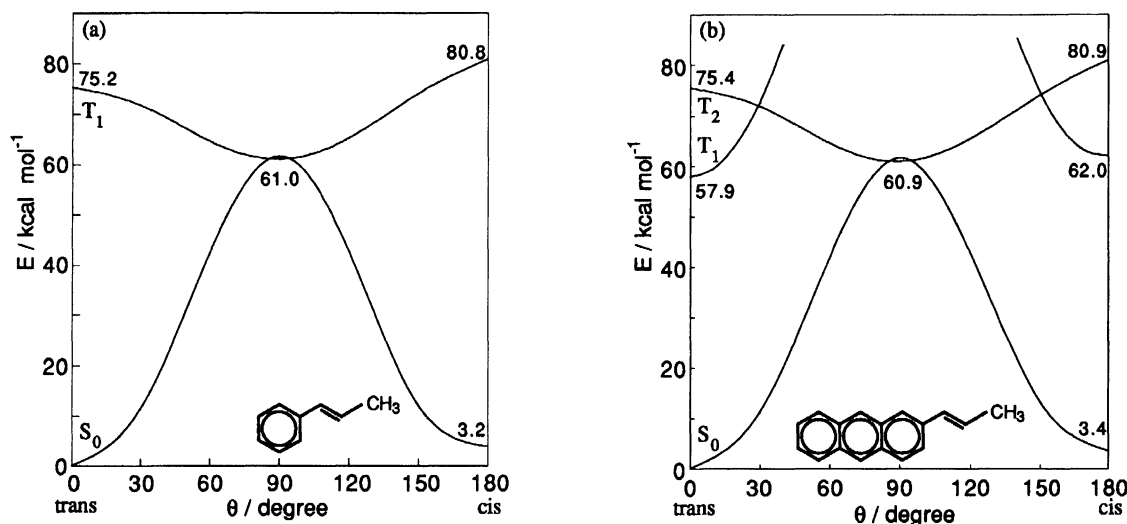 (a)
80
60
40
20
0
E / kcal mol⁻¹
75.2
T₁
80.8
61.0
S₀
3.2
CH₃
0 30 60 90 120 150 180
trans θ / degree cis
(b)
80
60
40
20
0
E / kcal mol⁻¹
75.4
T₂
T₁
57.9
80.9
62.0
60.9
S₀
3.4
CH₃
0 30 60 90 120 150 180
trans θ / degree cis